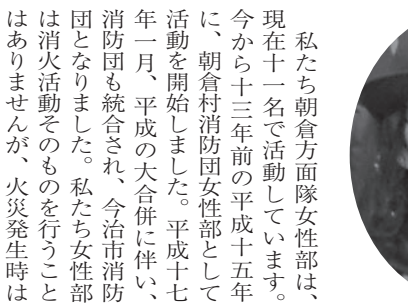 私たち朝倉方面隊女性部は、
現在十一名で活動しています。
今から十三年前の平成十五年
に、朝倉村消防団女性部として
活動を開始しました。平成十七
年一月、平成の大合併に伴い、
消防団も統合され、今治市消防
団となりました。私たち女性部
は消火活動そのものを行うこと
はありませんが、火災発生時は